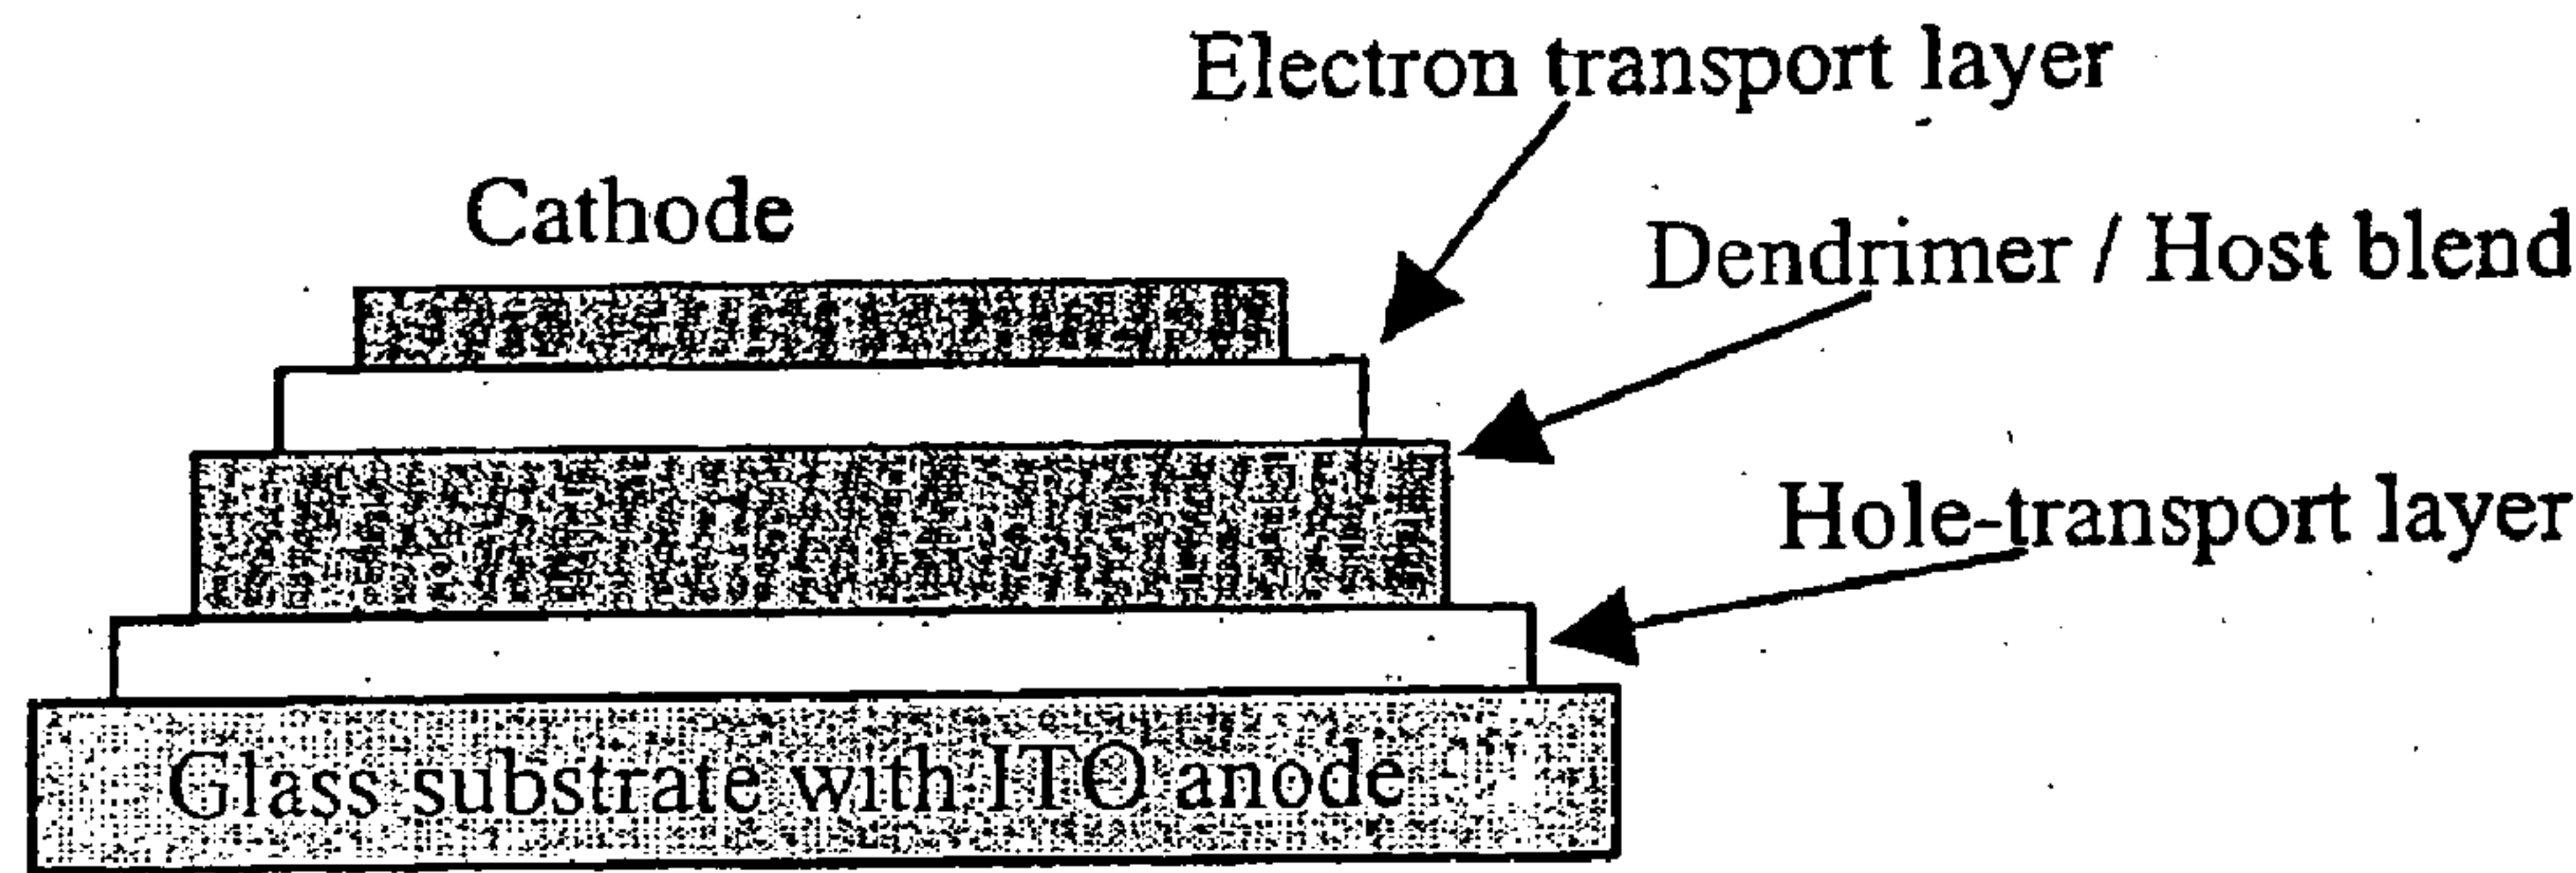 Electron transport layer
Cathode
Dendrimer / Host blend
Hole-transport layer
Glass substrate with ITO anode